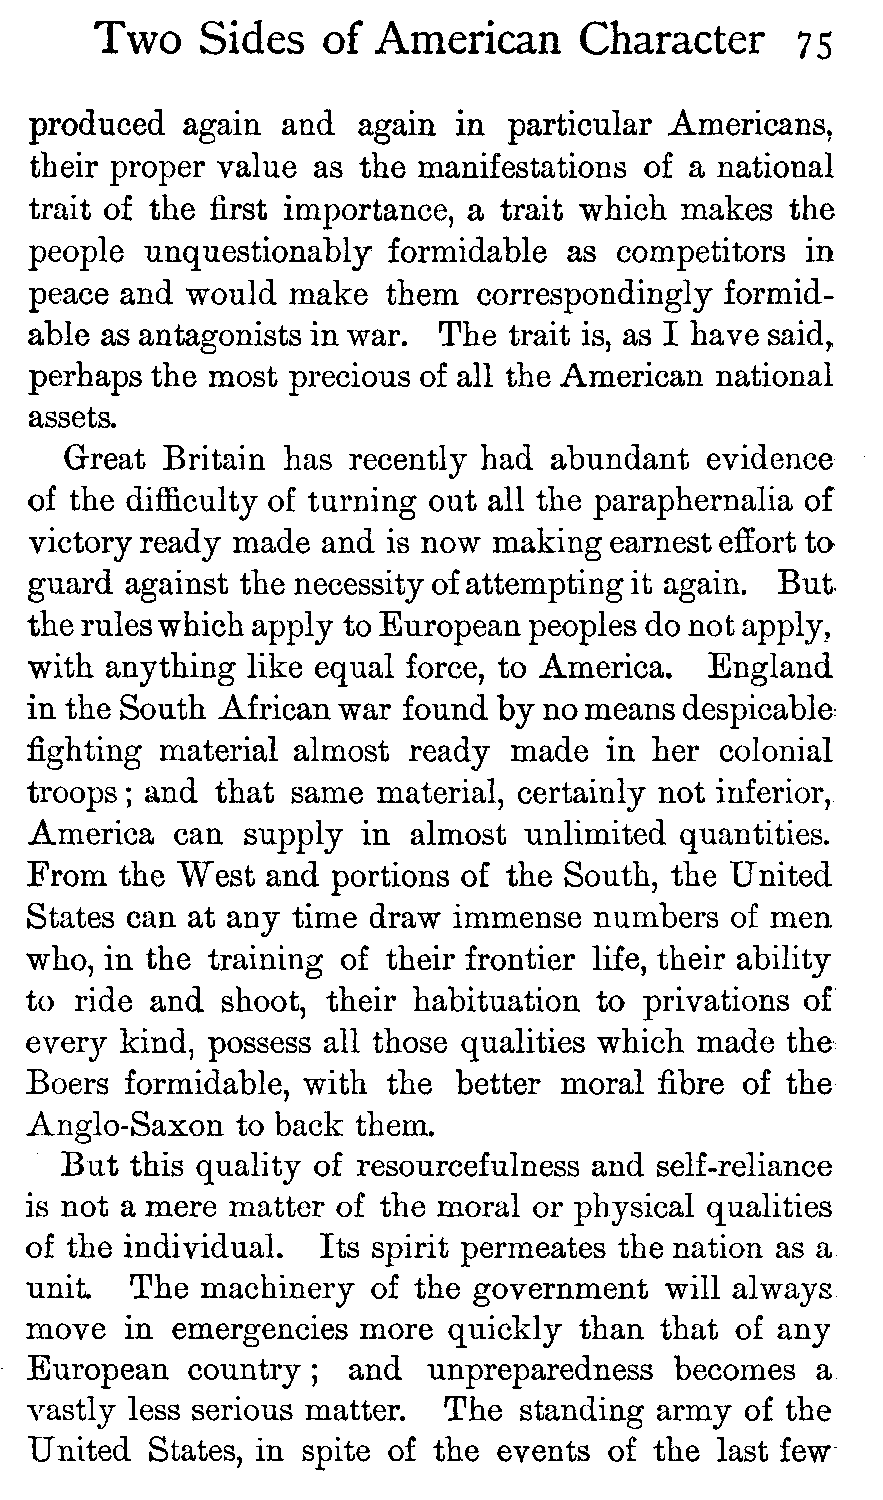 Two Sides of American Character 75
produced again and again in particular Americans,
their proper value as the manifestations of a national
trait of the first importance, a trait which makes the
people unquestionably formidable as competitors in
peace and would make them correspondingly formid-
able as antagonists in war. The trait is, as I have said,
perhaps the most precious of all the American national
assets.
Great Britain has recently had abundant evidence
of the difficulty of turning out all the paraphernalia of
victory ready made and is now making earnest effort to
guard against the necessity of attempting it again. But
the rules which apply to European peoples do not apply,
with anything like equal force, to America. England
in the South African war found by no means despicable
fighting material almost ready made in her colonial
troops; and that same material, certainly not inferior,
America can supply in almost unlimited quantities.
From the West and portions of the South, the United
States can at any time draw immense numbers of men
who, in the training of their frontier life, their ability
to ride and shoot, their habituation to privations of
every kind, possess all those qualities which made the
Boers formidable, with the better moral fibre of the
Anglo-Saxon to back them.
But this quality of resourcefulness and self-reliance
is not a mere matter of the moral or physical qualities
of the individual. Its spirit permeates the nation as a
unit. The machinery of the government will always
move in emergencies more quickly than that of any
European country; and unpreparedness becomes a
vastly less serious matter. The standing army of the
United States, in spite of the events of the last few